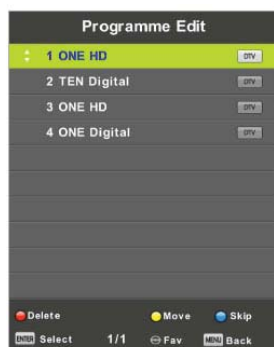 Programme Edit
1 ONE HD DTV
2 TEN Digital DTV
3 ONE HD DTV
4 ONE Digital DTV
Delete Move Skip
ENTER Select 1/1 Fav MENU Back